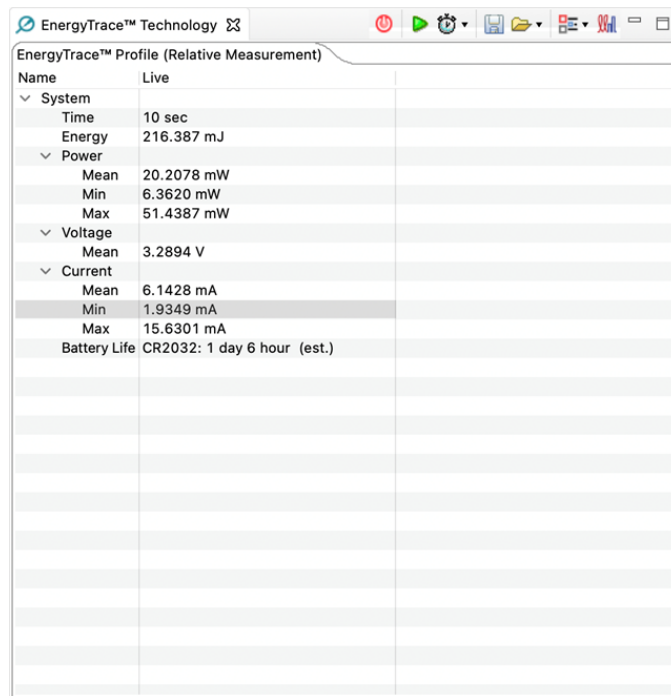 EnergyTrace™ Technology
EnergyTrace™ Profile (Relative Measurement)
Name Live
System
Time 10 sec
Energy 216.387 mJ
Power
Mean 20.2078 mW
Min 6.3620 mW
Max 51.4387 mW
Voltage
Mean 3.2894 V
Current
Mean 6.1428 mA
Min 1.9349 mA
Max 15.6301 mA
Battery Life CR2032: 1 day 6 hour (est.)